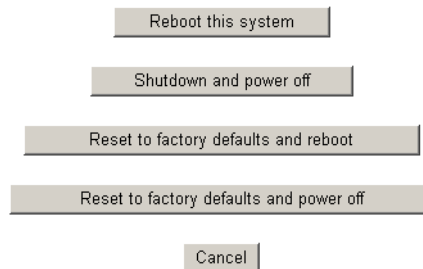 Reboot this system
Shutdown and power off
Reset to factory defaults and reboot
Reset to factory defaults and power off
Cancel